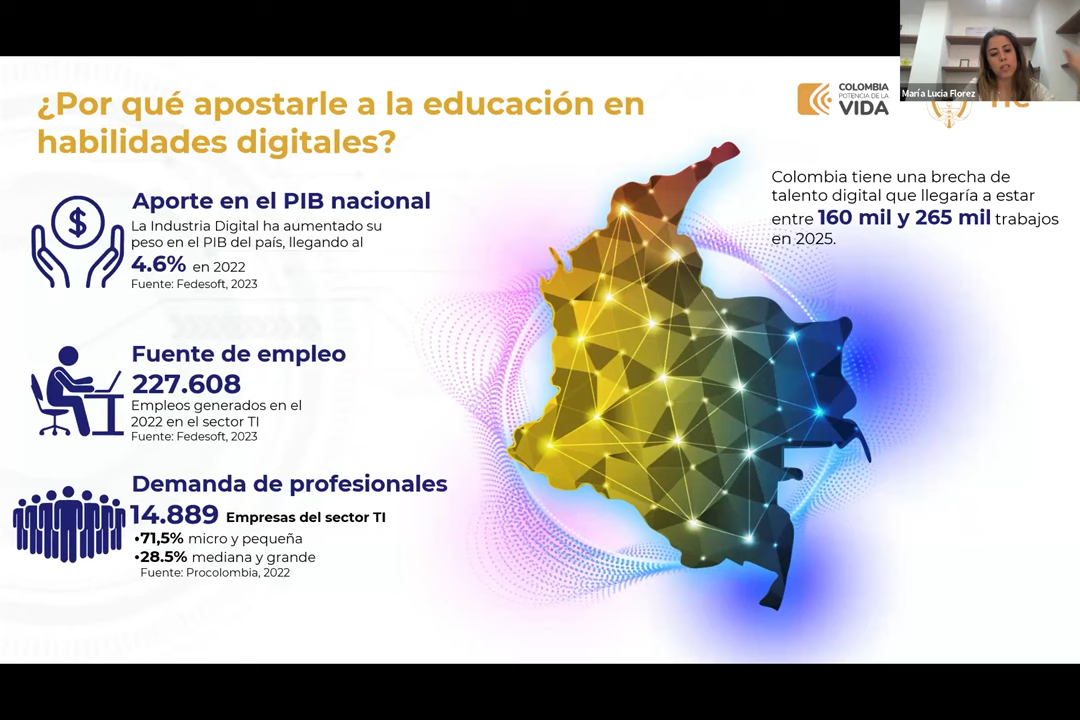 ¿Por qué apostarle a la educación en
habilidades digitales?
COLOMBIA
POTENCIA DE LA
VIDA
María Lucia Florez
Aporte en el PIB nacional
La Industria Digital ha aumentado su
peso en el PIB del país, llegando al
4.6% en 2022
Fuente: Fedesoft, 2023
Fuente de empleo
227.608
Empleos generados en el
2022 en el sector TI
Fuente: Fedesoft, 2023
Demanda de profesionales
14.889 Empresas del sector TI
•71,5% micro y pequeña
•28.5% mediana y grande
Fuente: Procolombia, 2022
Colombia tiene una brecha de
talento digital que llegaría a estar
entre 160 mil y 265 mil trabajos
en 2025.
$